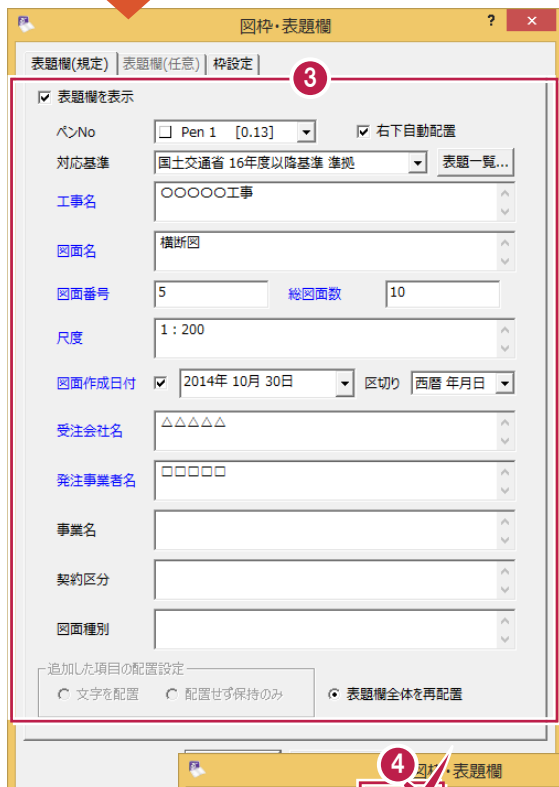 図枠・表題欄 ? ×
表題欄(規定) 表題欄(任意) 枠設定
3
表題欄を表示
ペンNo Pen 1 [0.13] 右下自動配置
対応基準 国土交通省 16年度以降基準 準拠 表題一覧...
工事名 〇〇〇〇〇工事
図面名 横断図
図面番号 5 総図面数 10
尺度 1：200
図面作成日付 2014年 10月 30日 区切り 西暦 年月日
受注会社名 △△△△△
発注事業者名 □□□□□
事業名
契約区分
図面種別
追加した項目の配置設定
文字を配置 配置せず保持のみ 表題欄全体を再配置
4 図枠・表題欄